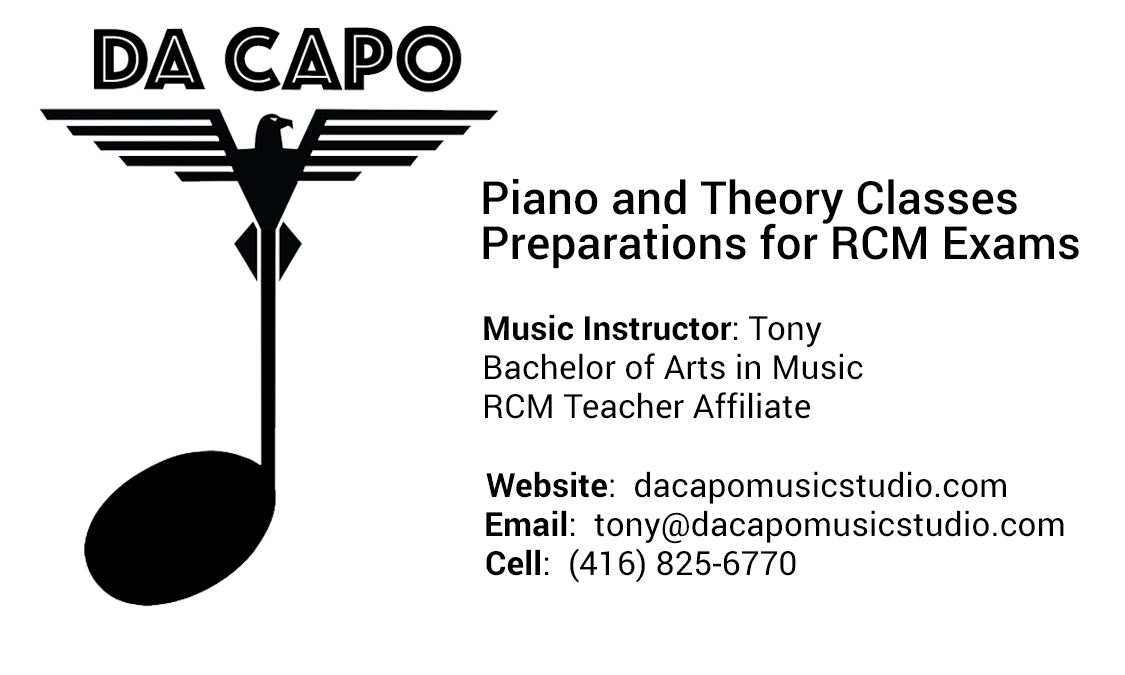 DA CAPO
Piano and Theory Classes
Preparations for RCM Exams
Music Instructor: Tony
Bachelor of Arts in Music
RCM Teacher Affiliate
Website: dacapomusicstudio.com
Email: tony@dacapomusicstudio.com
Cell: (416) 825-6770